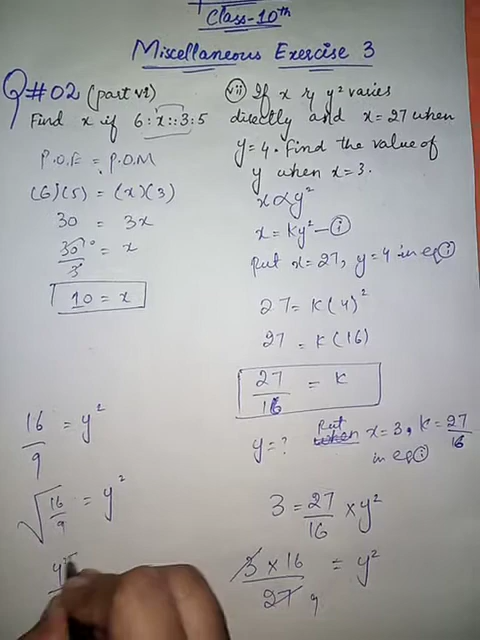 Class-10th
Miscellaneous Exercise 3
Q#02 (part vi)
Find x if 6:x::3:5
P.O.E = P.O.M
(6)(5) = (x)(3)
30 = 3x
30/3 10 = x
10 = x
16/9 = y²
√16/9 = y²
(vii) If x & y² varies
directly and x=27 when
y=4. Find the value of
y when x=3.
x∝y²
x = Ky² — (i)
Put x=27, y=4 in eq(i)
27 = K(4)²
27 = K(16)
27/16 = K
y=? Put when x=3, K=27/16
in eq(i)
3 = 27/16 × y²
3×16/27 9 = y²